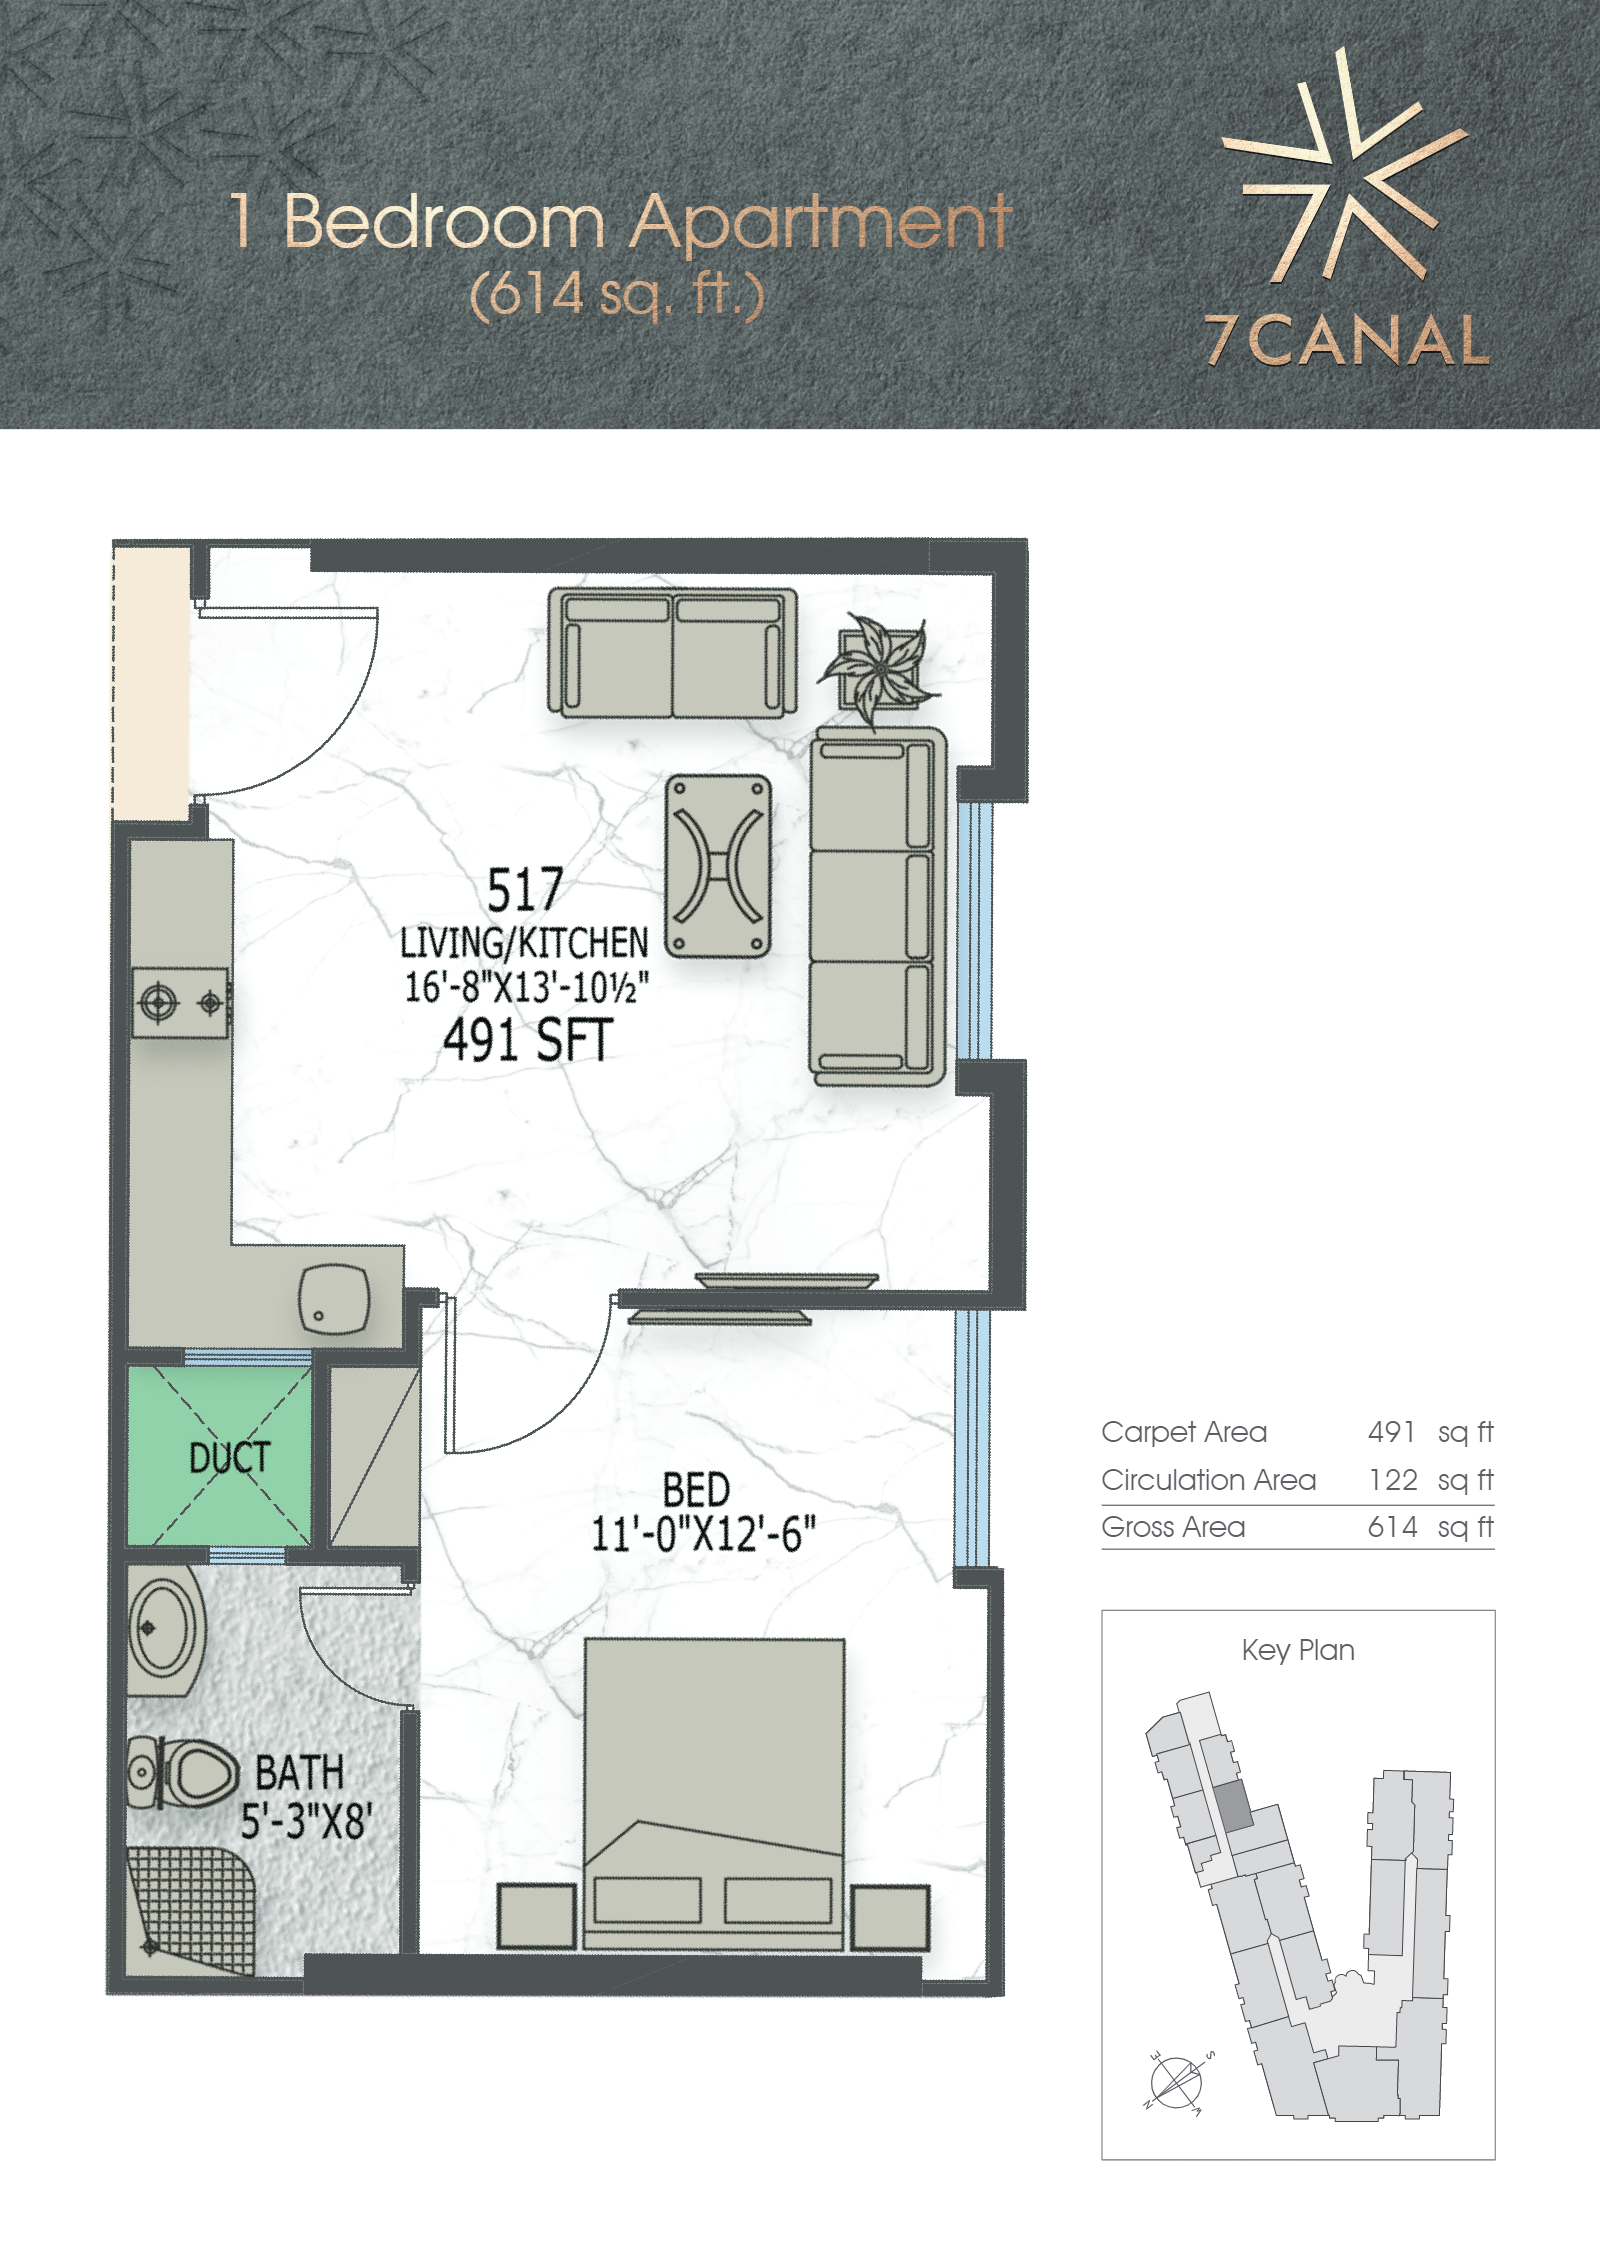 1 Bedroom Apartment
(614 sq. ft.)
7CANAL
517
LIVING/KITCHEN
16'-8"X13'-10½"
491 SFT
DUCT
BED
11'-0"X12'-6"
BATH
5'-3"X8'
Carpet Area 491 sq ft
Circulation Area 122 sq ft
Gross Area 614 sq ft
Key Plan
E S
N W